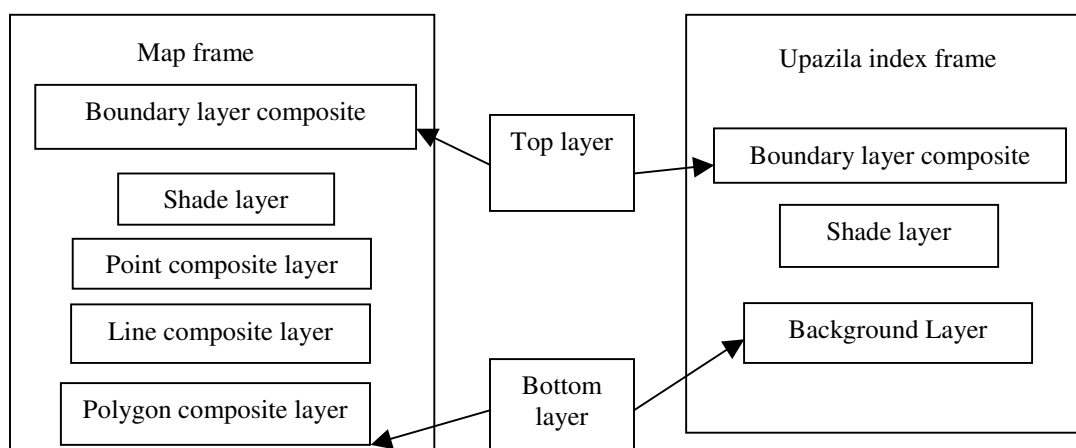 Map frame
Boundary layer composite
Shade layer
Point composite layer
Line composite layer
Polygon composite layer
Top layer
Bottom
layer
Upazila index frame
Boundary layer composite
Shade layer
Background Layer